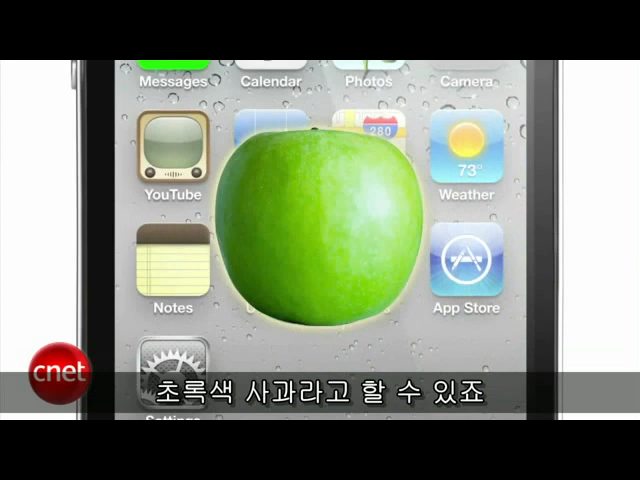 Messages Calendar Photos Camera
280
73°
YouTube Weather
Notes App Store
cnet
초록색 사과라고 할 수 있죠
Settings